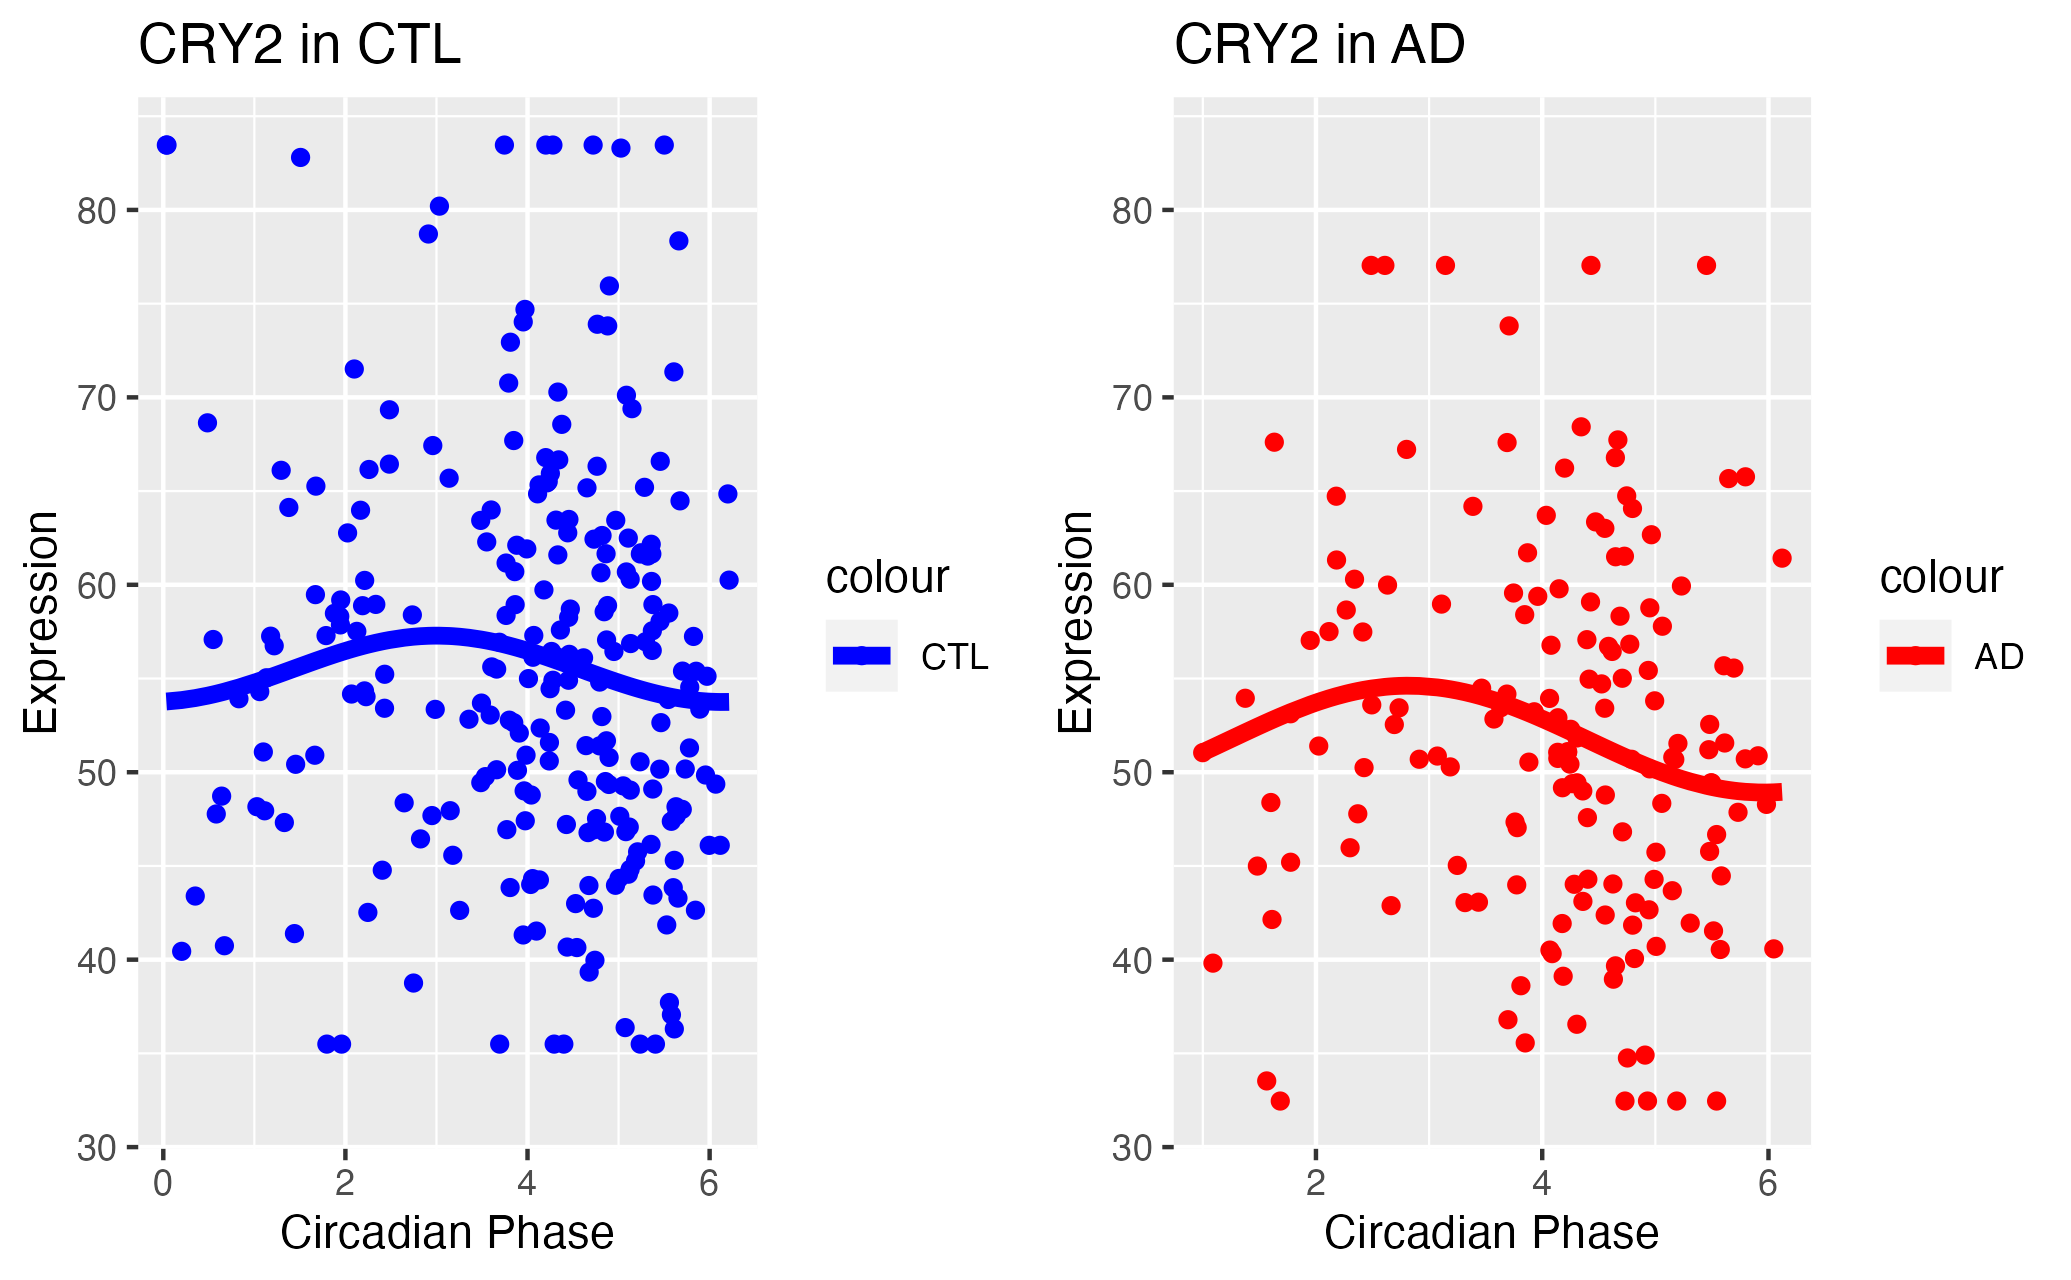 CRY2 in CTL
Expression
80
70
60
50
40
30
0 2 4 6
Circadian Phase
colour
CTL
CRY2 in AD
Expression
80
70
60
50
40
30
2 4 6
Circadian Phase
colour
AD